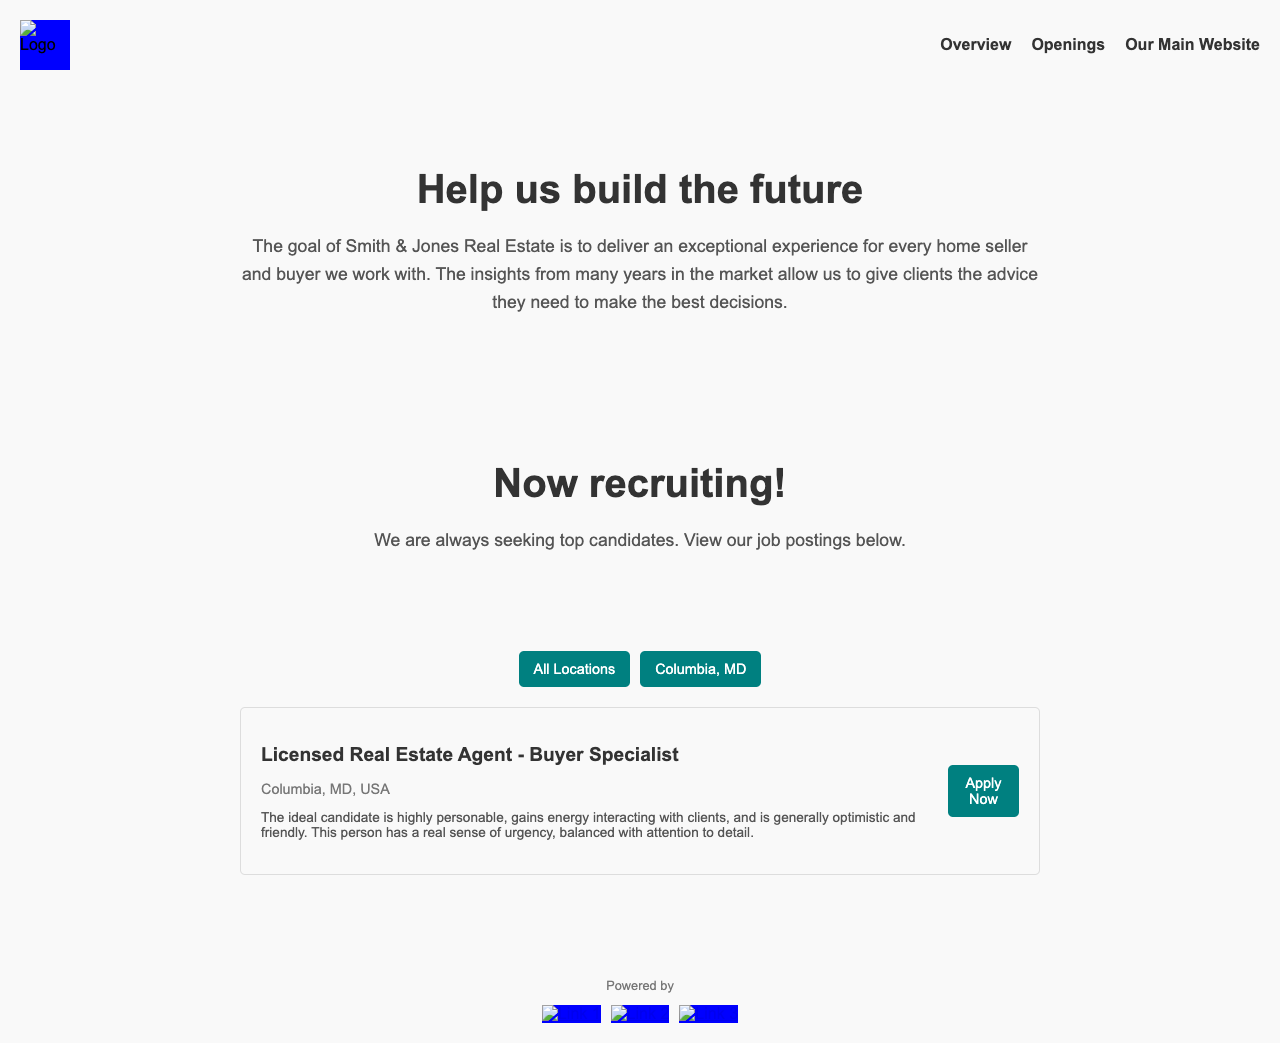 Logo
Overview
Openings
Our Main Website
Help us build the future
The goal of Smith & Jones Real Estate is to deliver an exceptional experience for every home seller
and buyer we work with. The insights from many years in the market allow us to give clients the advice
they need to make the best decisions.
Now recruiting!
We are always seeking top candidates. View our job postings below.
All Locations
Columbia, MD
Licensed Real Estate Agent - Buyer Specialist
Columbia, MD, USA
The ideal candidate is highly personable, gains energy interacting with clients, and is generally optimistic and
friendly. This person has a real sense of urgency, balanced with attention to detail.
Apply
Now
Powered by